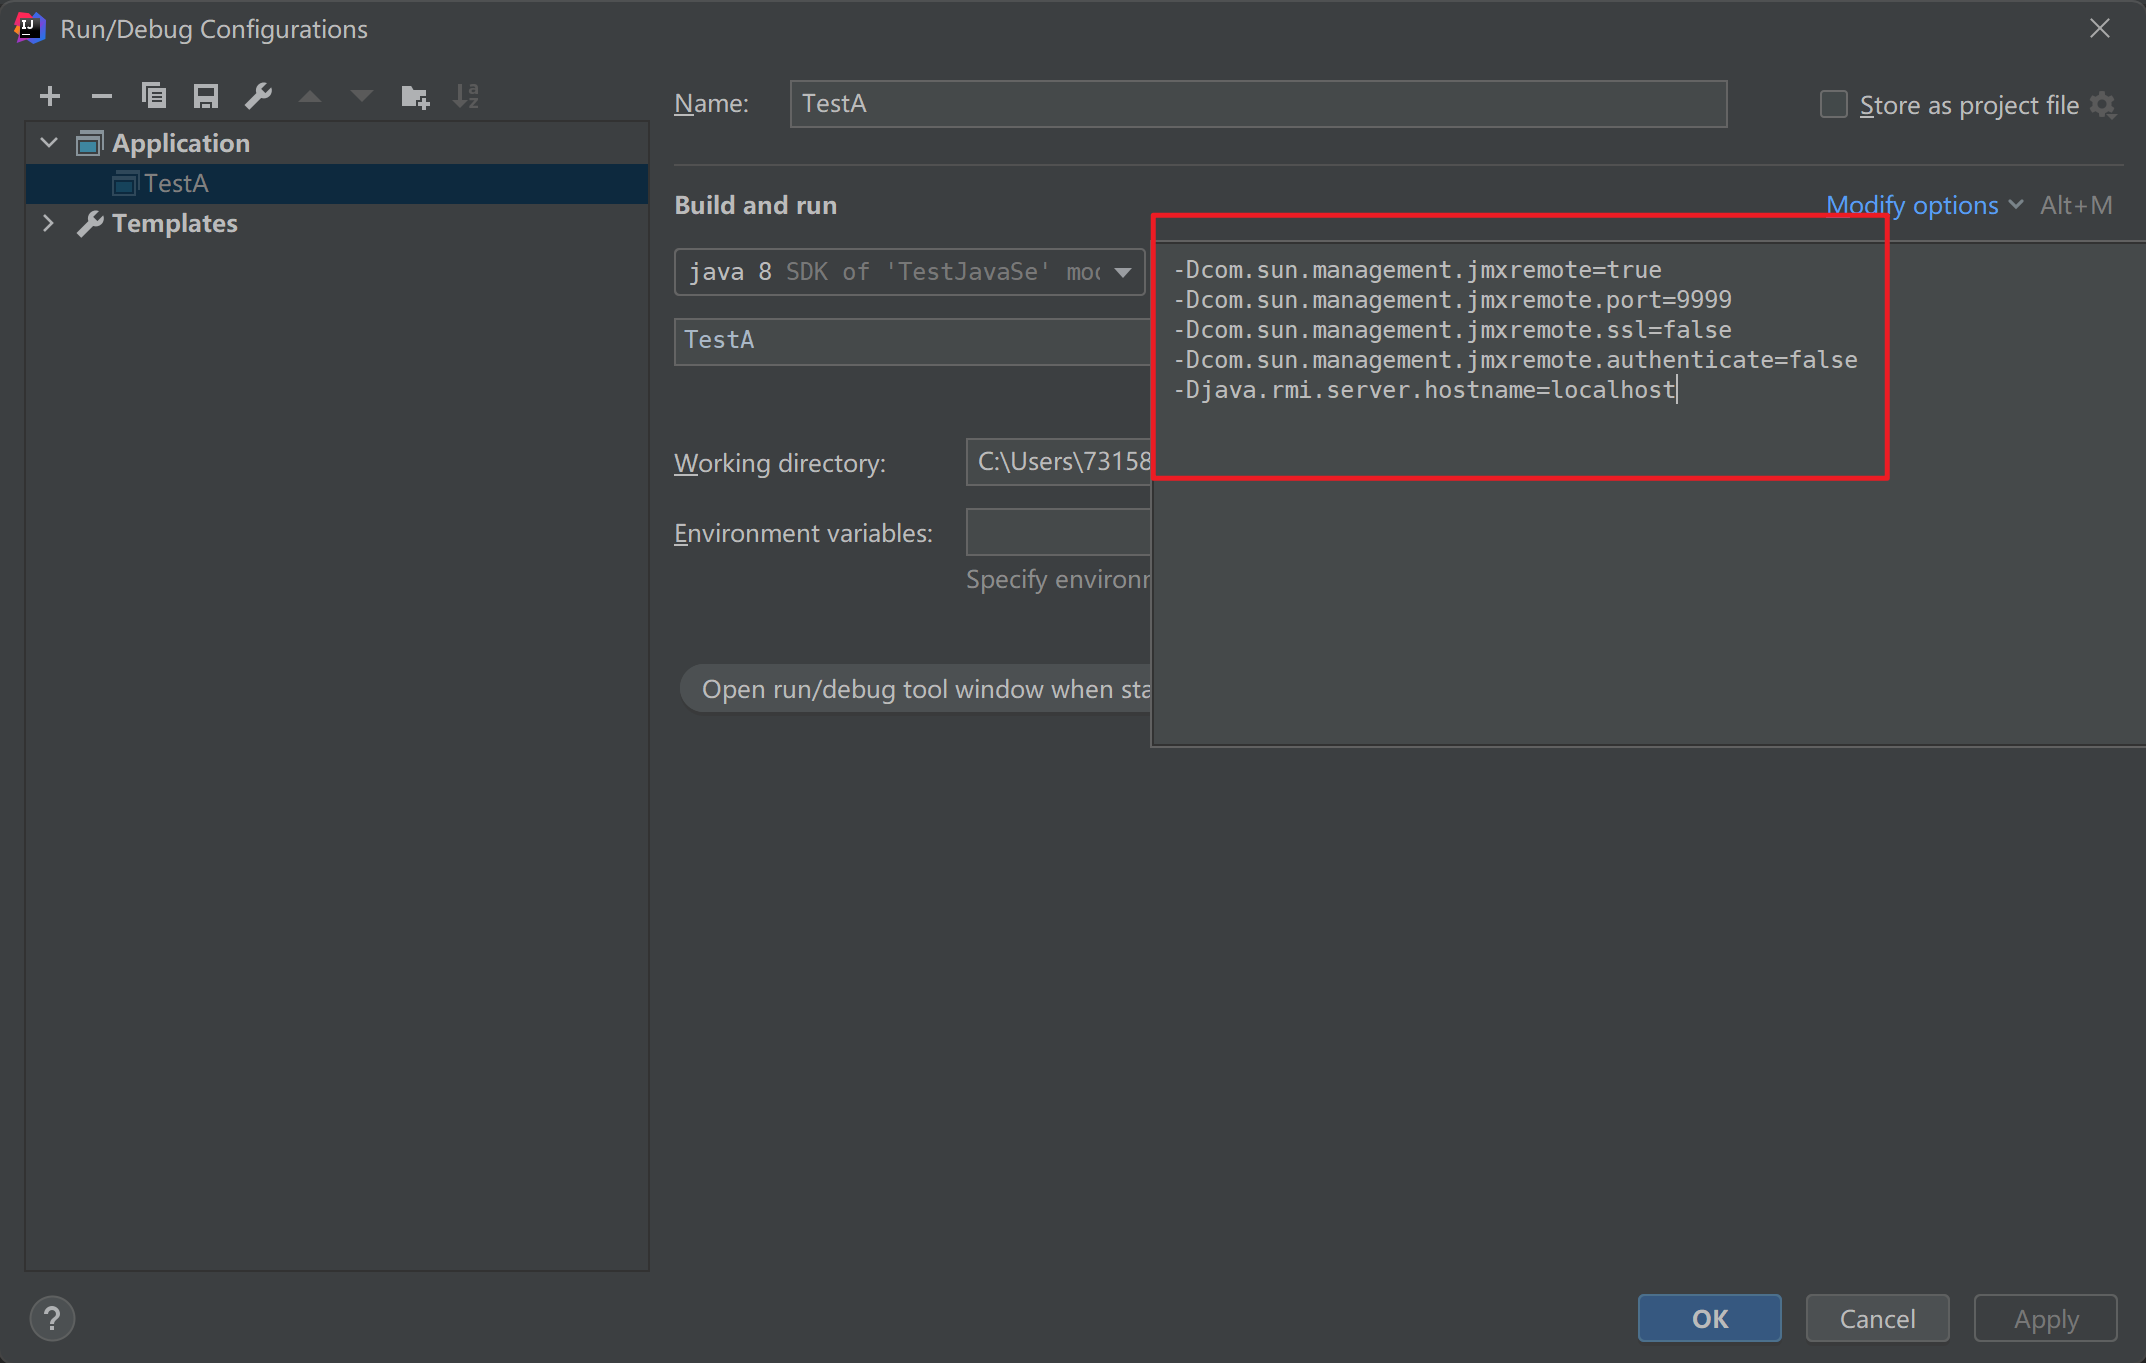 Run/Debug Configurations
Name:
TestA
Store as project file
Application
TestA
Templates
Build and run
Modify options
Alt+M
java 8 SDK of 'TestJavaSe' moc
TestA
-Dcom.sun.management.jmxremote=true
-Dcom.sun.management.jmxremote.port=9999
-Dcom.sun.management.jmxremote.ssl=false
-Dcom.sun.management.jmxremote.authenticate=false
-Djava.rmi.server.hostname=localhost
Working directory:
C:\Users\73158
Environment variables:
Specify environ
Open run/debug tool window when sta
?
OK
Cancel
Apply